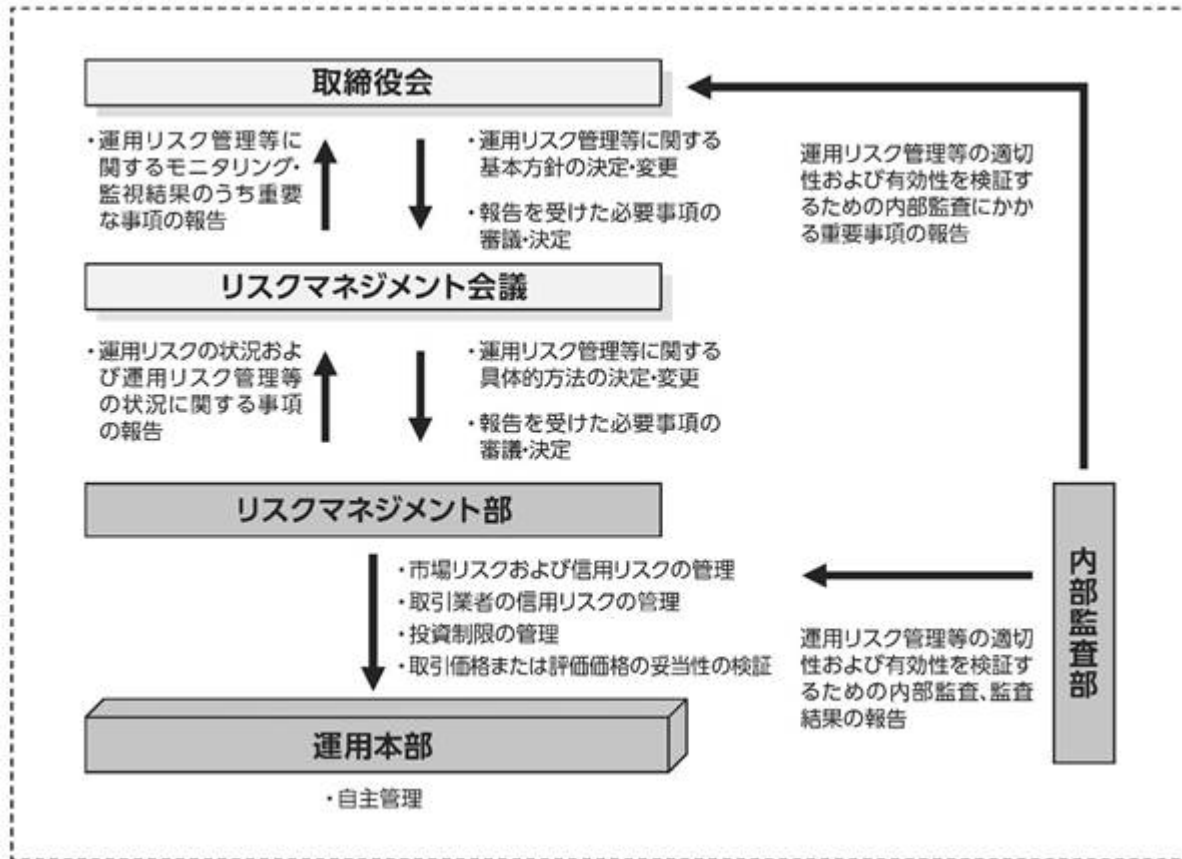 取締役会
・運用リスク管理等に
関するモニタリング・
監視結果のうち重要
な事項の報告
・運用リスク管理等に関する
基本方針の決定・変更
・報告を受けた必要事項の
審議・決定
運用リスク管理等の適切
性および有効性を検証す
るための内部監査にかか
る重要事項の報告
リスクマネジメント会議
・運用リスクの状況およ
び運用リスク管理等
の状況に関する事項
の報告
・運用リスク管理等に関する
具体的方法の決定・変更
・報告を受けた必要事項の
審議・決定
リスクマネジメント部
・市場リスクおよび信用リスクの管理
・取引業者の信用リスクの管理
・投資制限の管理
・取引価格または評価価格の妥当性の検証
運用リスク管理等の適切
性および有効性を検証す
るための内部監査、監査
結果の報告
内部監査部
運用本部
・自主管理